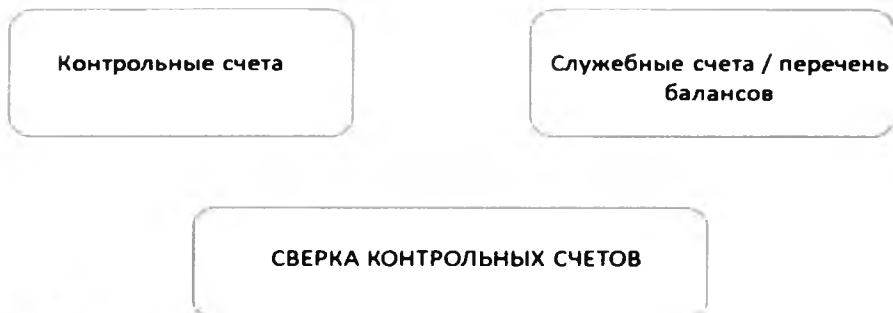 Контрольные счета
Служебные счета / перечень
балансов
СВЕРКА КОНТРОЛЬНЫХ СЧЕТОВ